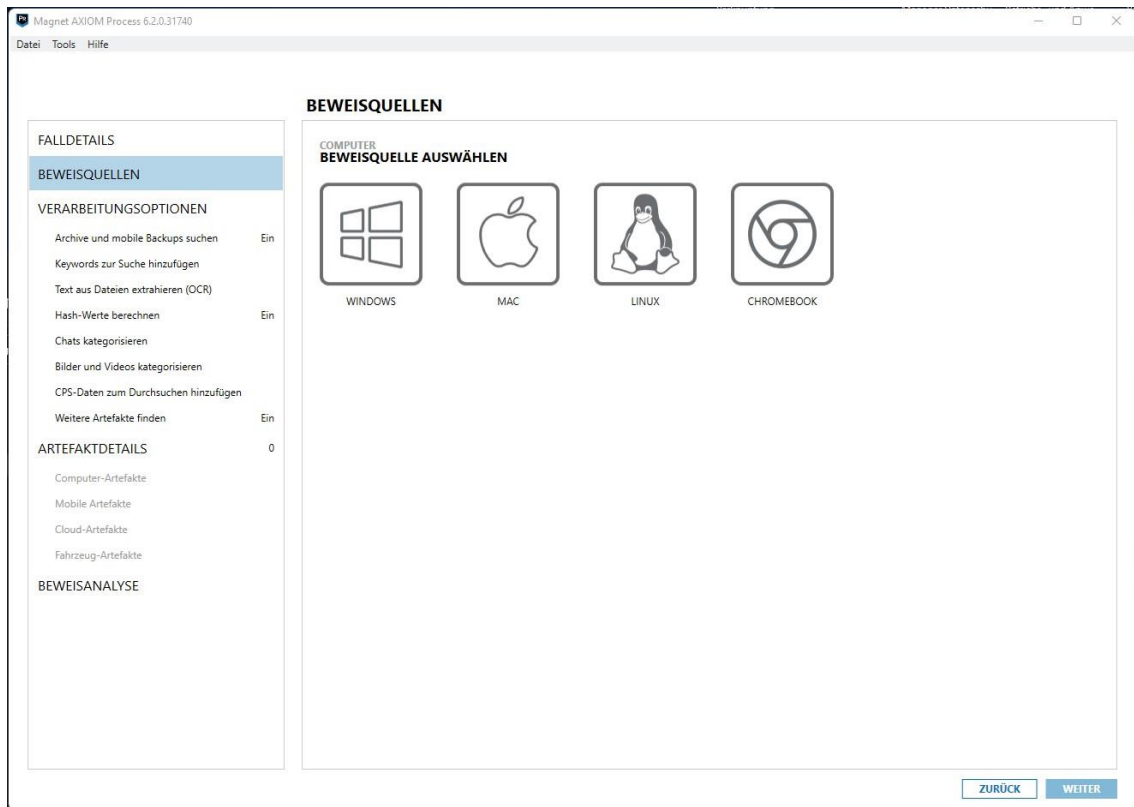 Magnet AXIOM Process 6.2.0.31740
Datei Tools Hilfe
BEWEISQUELLEN
FALLDETAILS
BEWEISQUELLEN
VERARBEITUNGSOPTIONEN
Archive und mobile Backups suchen Ein
Keywords zur Suche hinzufügen
Text aus Dateien extrahieren (OCR)
Hash-Werte berechnen Ein
Chats kategorisieren
Bilder und Videos kategorisieren
CPS-Daten zum Durchsuchen hinzufügen
Weitere Artefakte finden Ein
ARTEFAKTDETAILS 0
Computer-Artefakte
Mobile Artefakte
Cloud-Artefakte
Fahrzeug-Artefakte
BEWEISANALYSE
COMPUTER
BEWEISQUELLE AUSWÄHLEN
WINDOWS MAC LINUX CHROMEBOOK
ZURÜCK WEITER